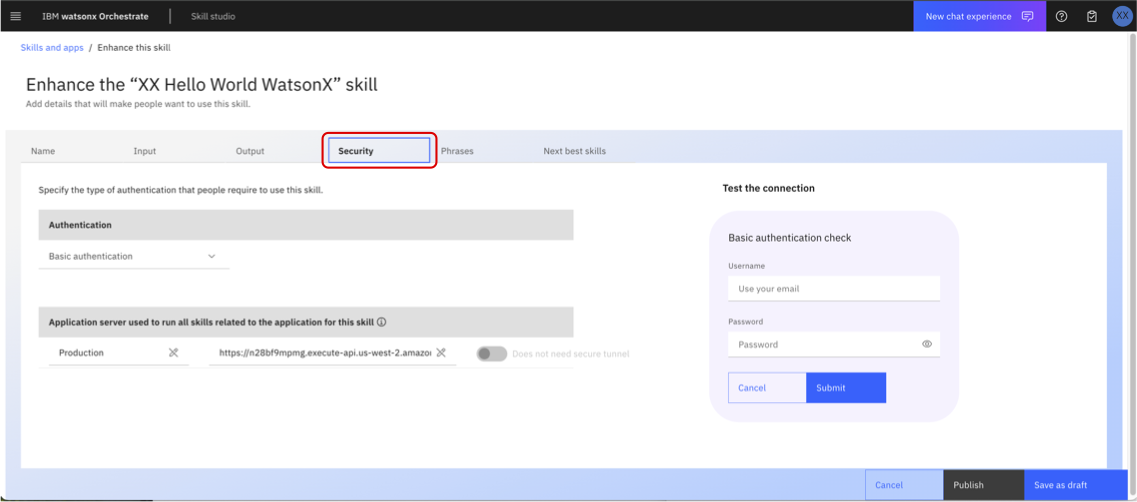 IBM watsonx Orchestrate Skill studio New chat experience XX
Skills and apps / Enhance this skill
Enhance the “XX Hello World WatsonX” skill
Add details that will make people want to use this skill.
Name Input Output Security Phrases Next best skills
Specify the type of authentication that people require to use this skill.
Authentication
Basic authentication
Application server used to run all skills related to the application for this skill
Production https://n28bf9mpmg.execute-api.us-west-2.amazo Does not need secure tunnel
Test the connection
Basic authentication check
Username
Use your email
Password
Password
Cancel Submit
Cancel Publish Save as draft